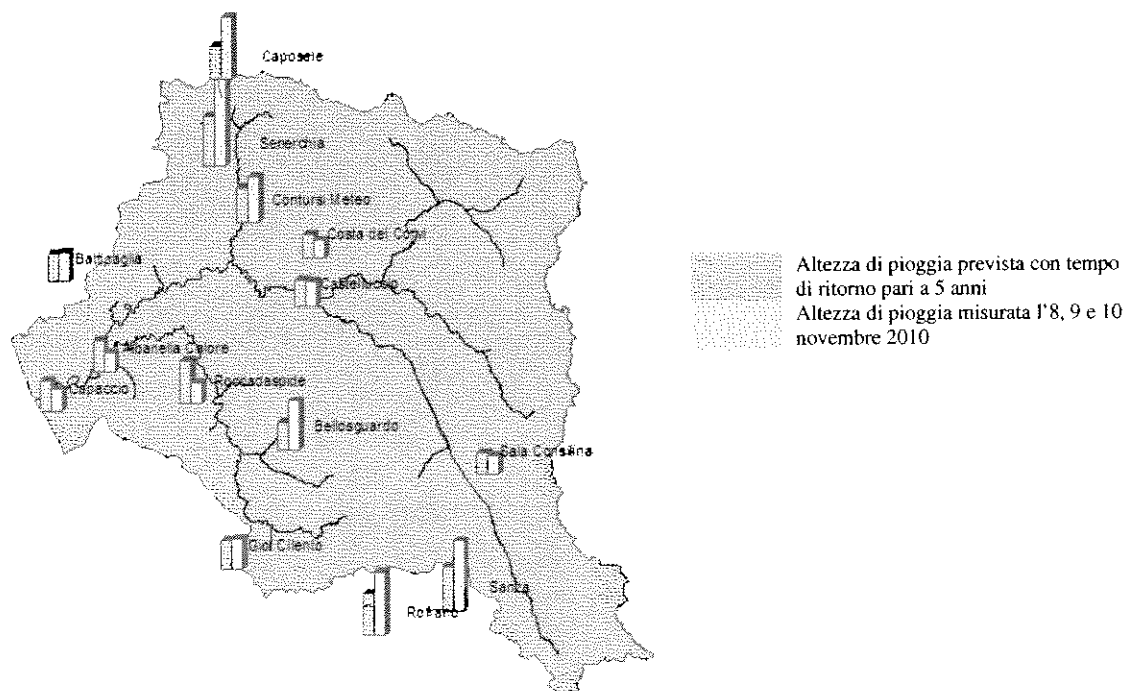 Caposele
Senerchia
Contursi Meteo
Costa dei
Battipaglia
Albanella Calore
Capaccio
Roccadaspide
Bellosguardo
Sala Consilina
Gioi Cilento
Sanza
Rofrano
Altezza di pioggia prevista con tempo
di ritorno pari a 5 anni
Altezza di pioggia misurata l'8, 9 e 10
novembre 2010